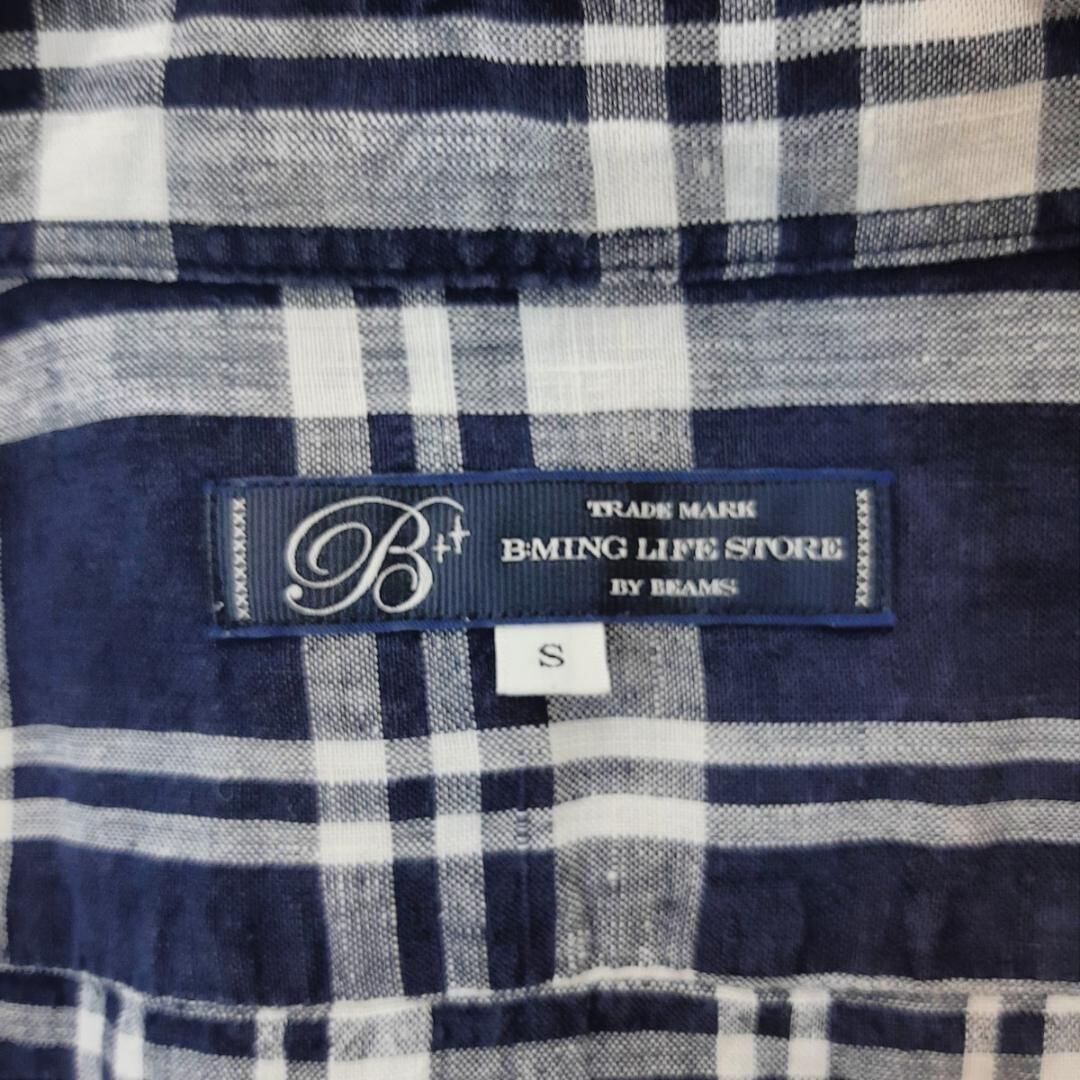 B++
TRADE MARK
B:MING LIFE STORE
BY BEAMS
S